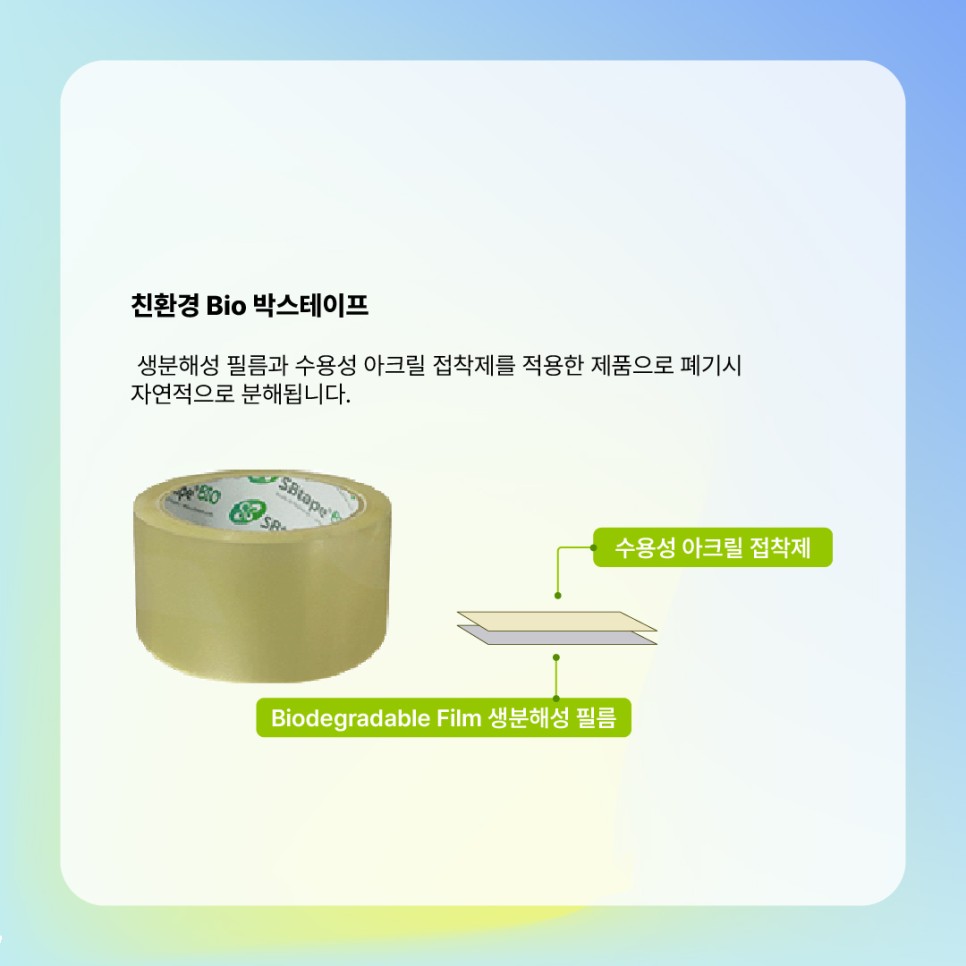 친환경 Bio 박스테이프
생분해성 필름과 수용성 아크릴 접착제를 적용한 제품으로 폐기시
자연적으로 분해됩니다.
SBtape
BIO
수용성 아크릴 접착제
Biodegradable Film 생분해성 필름